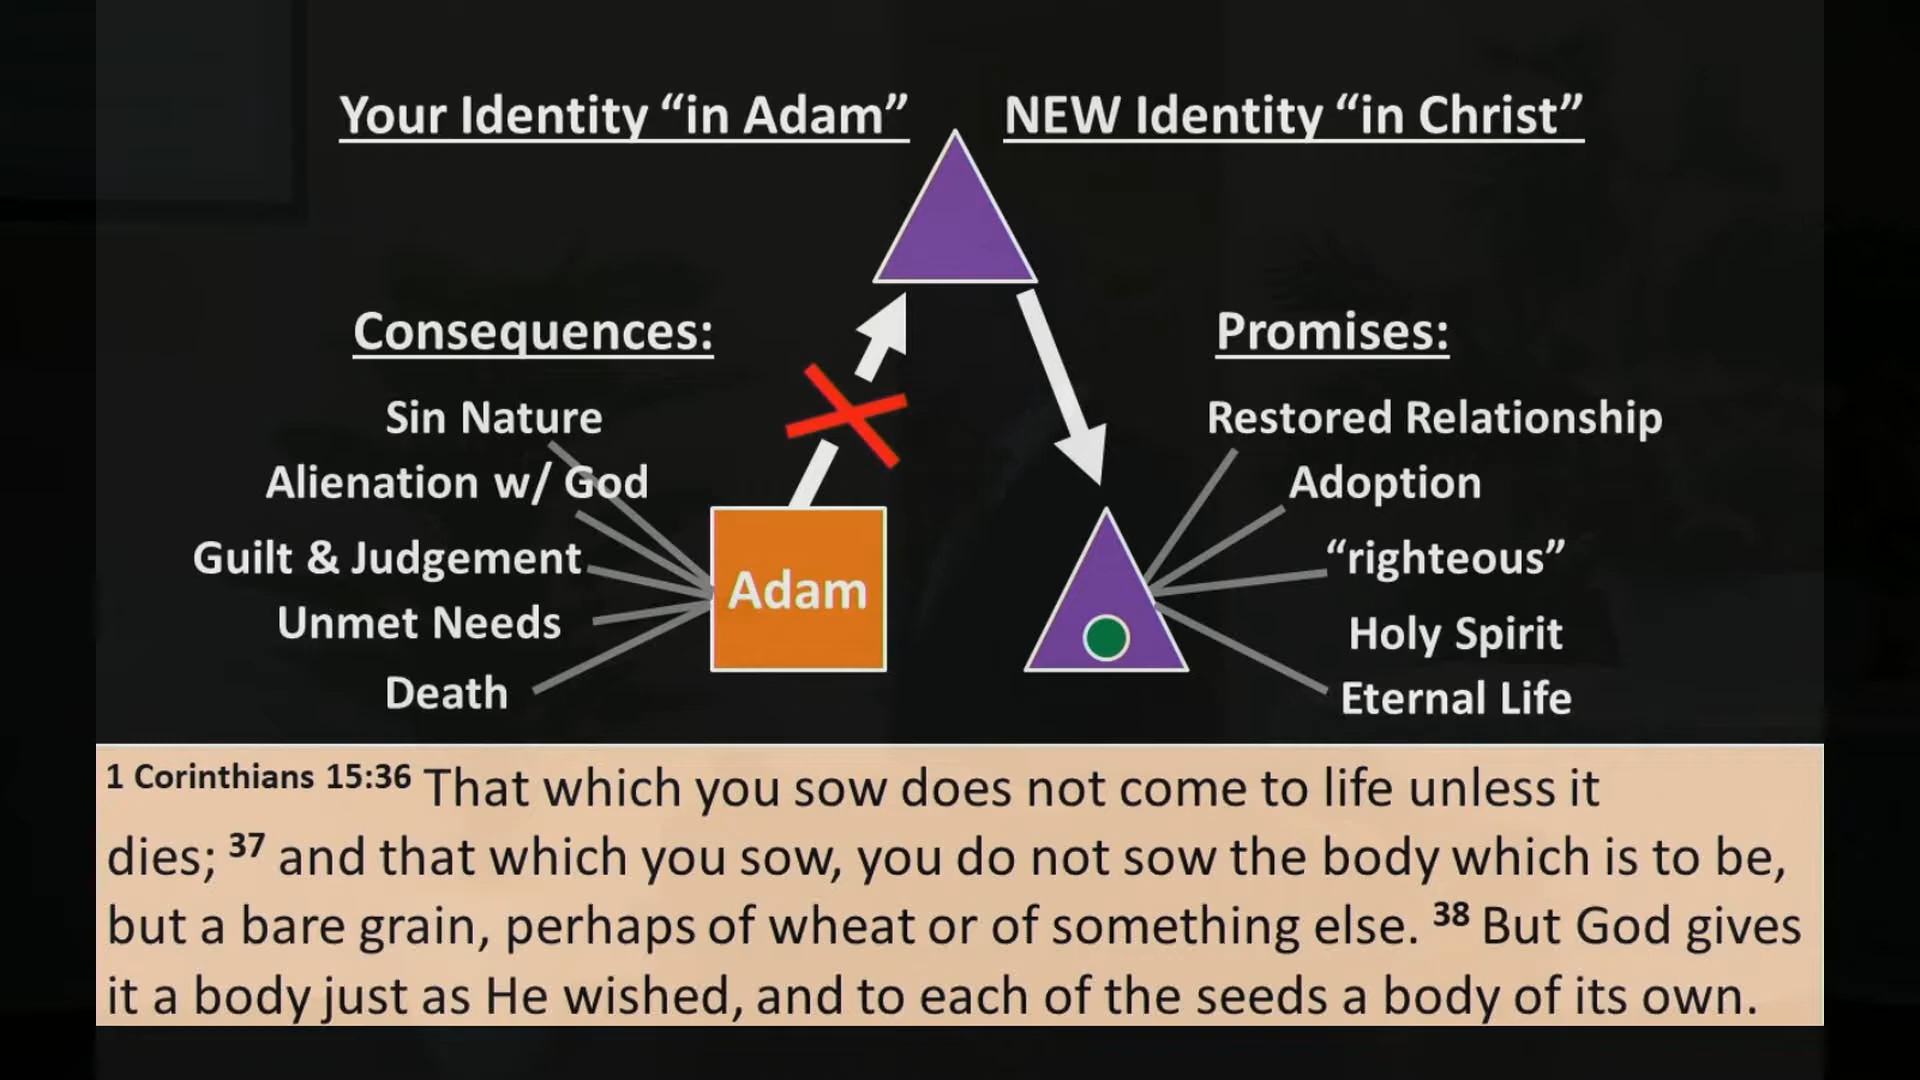 Your Identity “in Adam”
NEW Identity “in Christ”
Consequences:
Sin Nature
Alienation w/ God
Guilt & Judgement
Unmet Needs
Death
Adam
Promises:
Restored Relationship
Adoption
“righteous”
Holy Spirit
Eternal Life
1 Corinthians 15:36 That which you sow does not come to life unless it
dies; 37 and that which you sow, you do not sow the body which is to be,
but a bare grain, perhaps of wheat or of something else. 38 But God gives
it a body just as He wished, and to each of the seeds a body of its own.